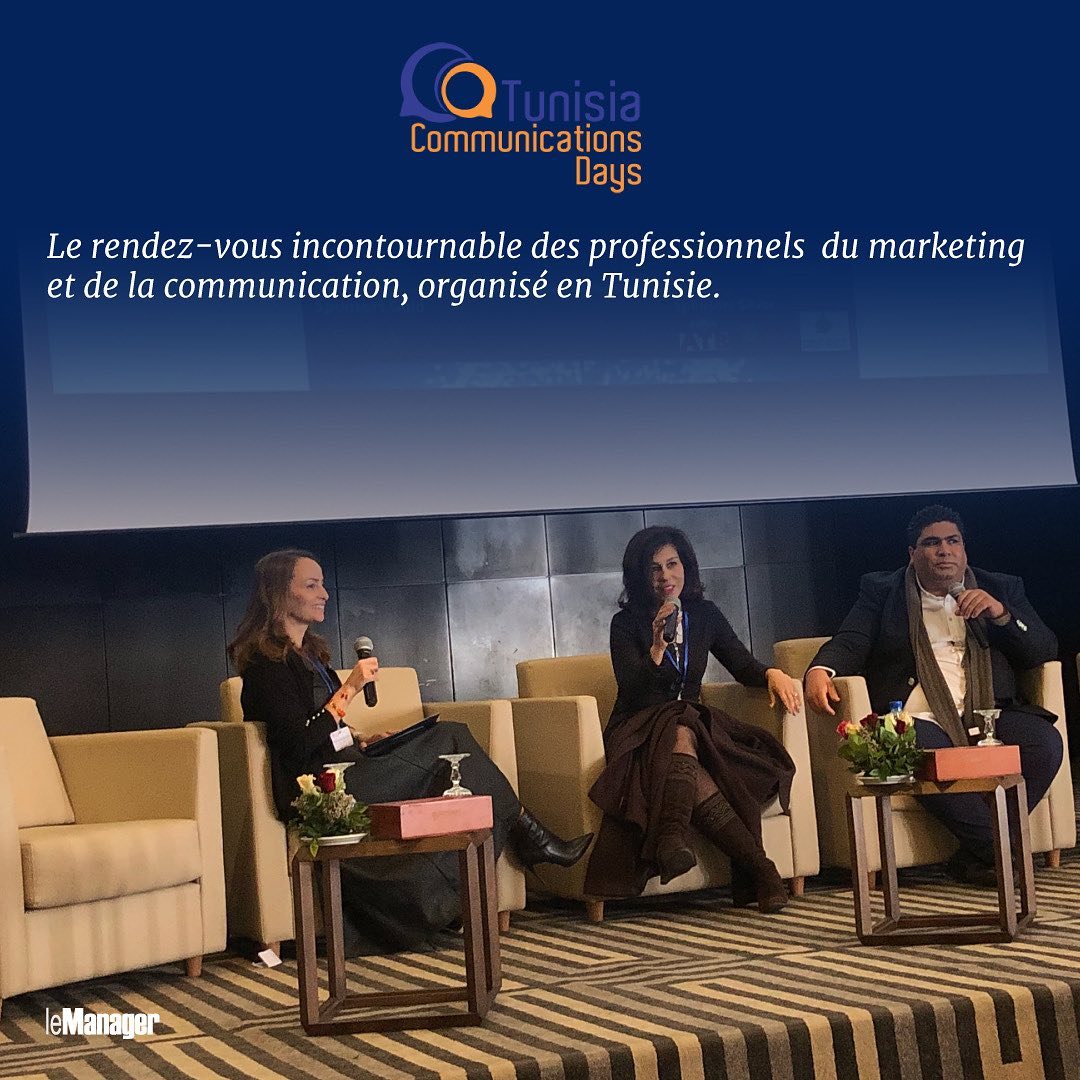 Tunisia
Communications
Days
Le rendez-vous incontournable des professionnels du marketing
et de la communication, organisé en Tunisie.
ATB
leManager